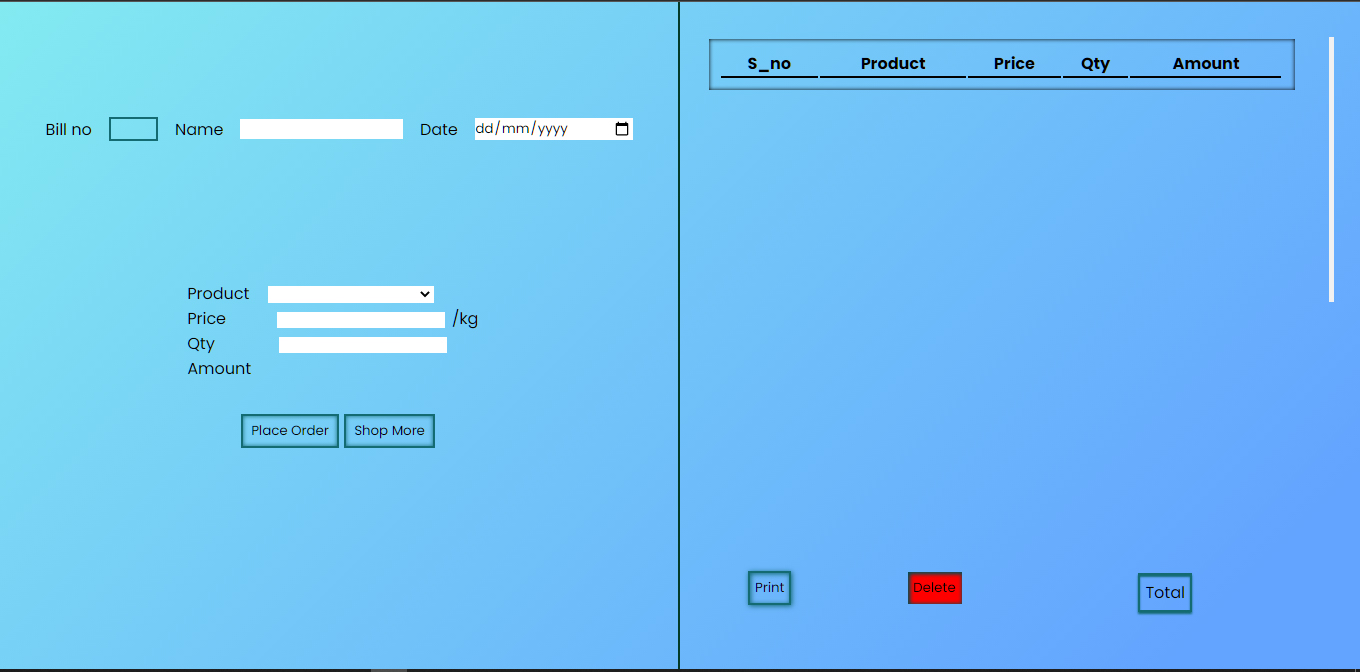 Bill no Name Date dd/mm/yyyy
Product
Price /kg
Qty
Amount
Place Order Shop More
S_no Product Price Qty Amount
Print Delete Total